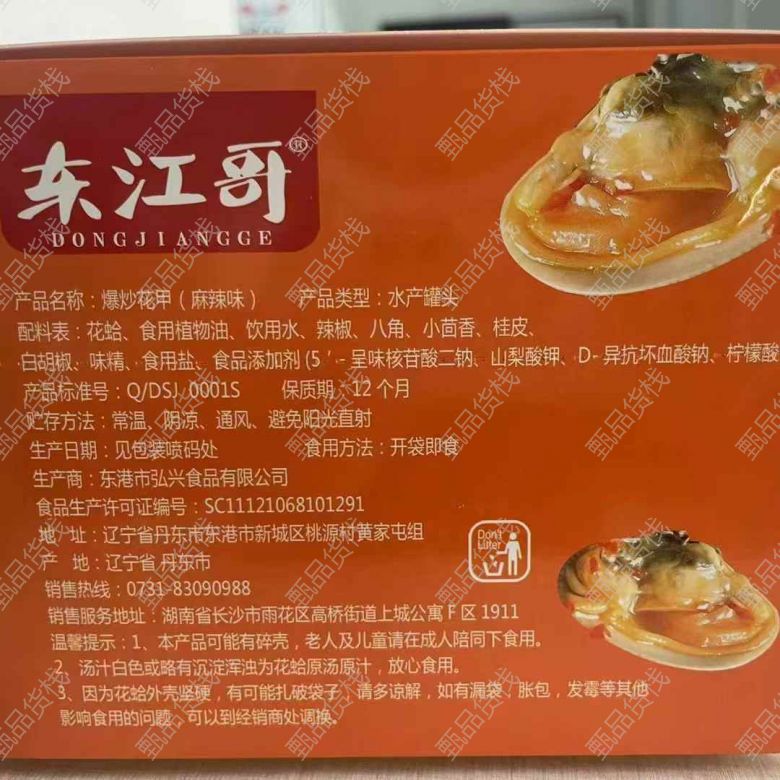 东江哥®
DONGJIANGGE
产品名称：爆炒花甲（麻辣味） 产品类型：水产罐头
配料表：花蛤、食用植物油、饮用水、辣椒、八角、小茴香、桂皮、
白胡椒、味精、食用盐、食品添加剂(5′-呈味核苷酸二钠、山梨酸钾、D-异抗坏血酸钠、柠檬酸
产品标准号：Q/DSJ 0001S 保质期：12个月
贮存方法：常温、阴凉、通风、避免阳光直射
生产日期：见包装喷码处 食用方法：开袋即食
生产商：东港市弘兴食品有限公司
食品生产许可证编号：SC11121068101291
地 址：辽宁省丹东市东港市新城区桃源村黄家屯组
产 地：辽宁省 丹东市
Don't
Litter
销售热线：0731-83090988
销售服务地址：湖南省长沙市雨花区高桥街道上城公寓F区1911
温馨提示：1、本产品可能有碎壳，老人及儿童请在成人陪同下食用。
2、汤汁白色或略有沉淀浑浊为花蛤原汤原汁，放心食用。
3、因为花蛤外壳坚硬，有可能扎破袋子，请多谅解，如有漏袋、胀包，发霉等其他
影响食用的问题，可以到经销商处调换。
甄品货栈